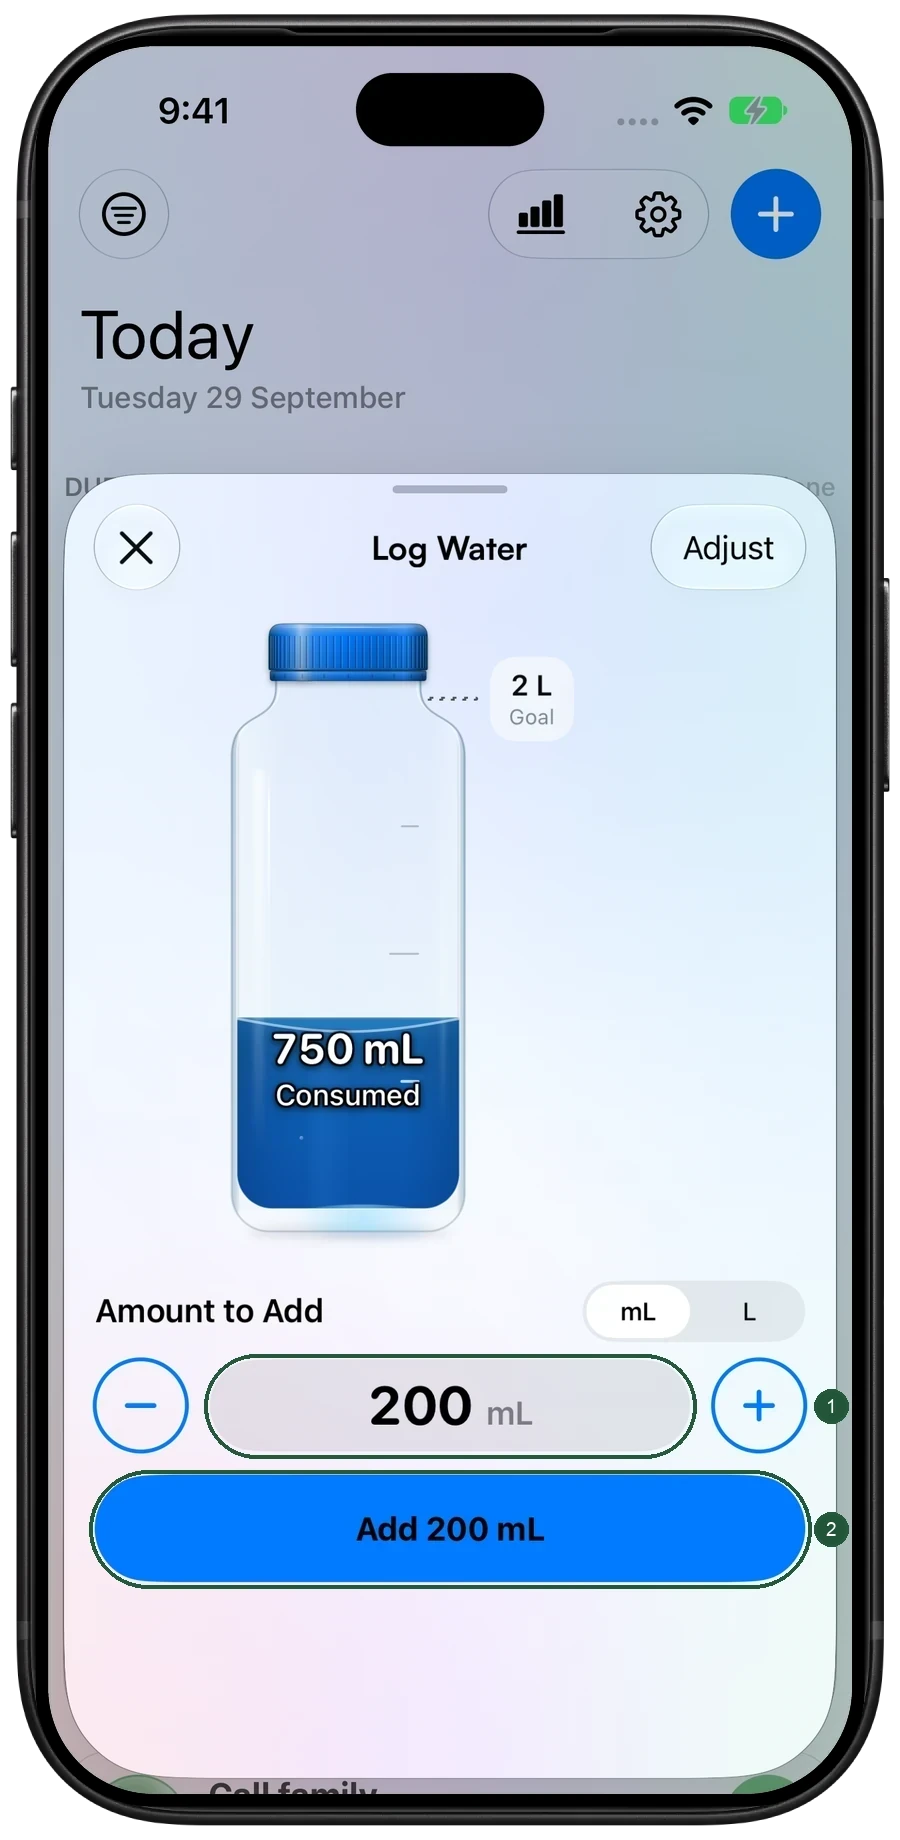 9:41
Today
Tuesday 29 September
Log Water
Adjust
2 L
Goal
750 mL
Consumed
Amount to Add
mL
L
200 mL
1
Add 200 mL
2
Call family